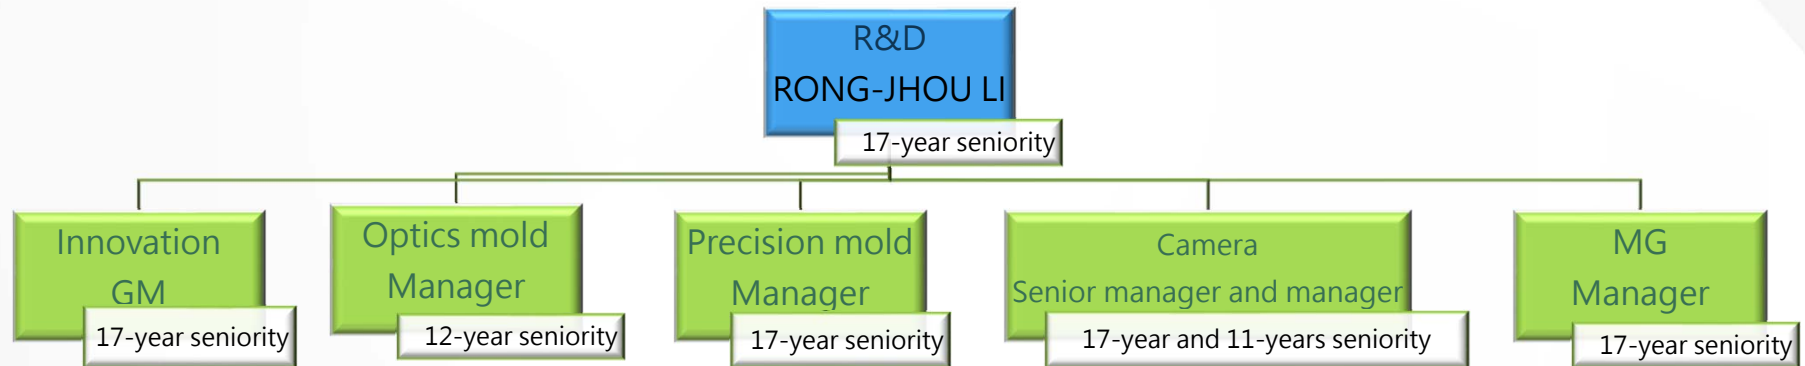 R&D
RONG-JHOU LI
17-year seniority
Innovation
GM
17-year seniority
Optics mold
Manager
12-year seniority
Precision mold
Manager
17-year seniority
Camera
Senior manager and manager
17-year and 11-years seniority
MG
Manager
17-year seniority